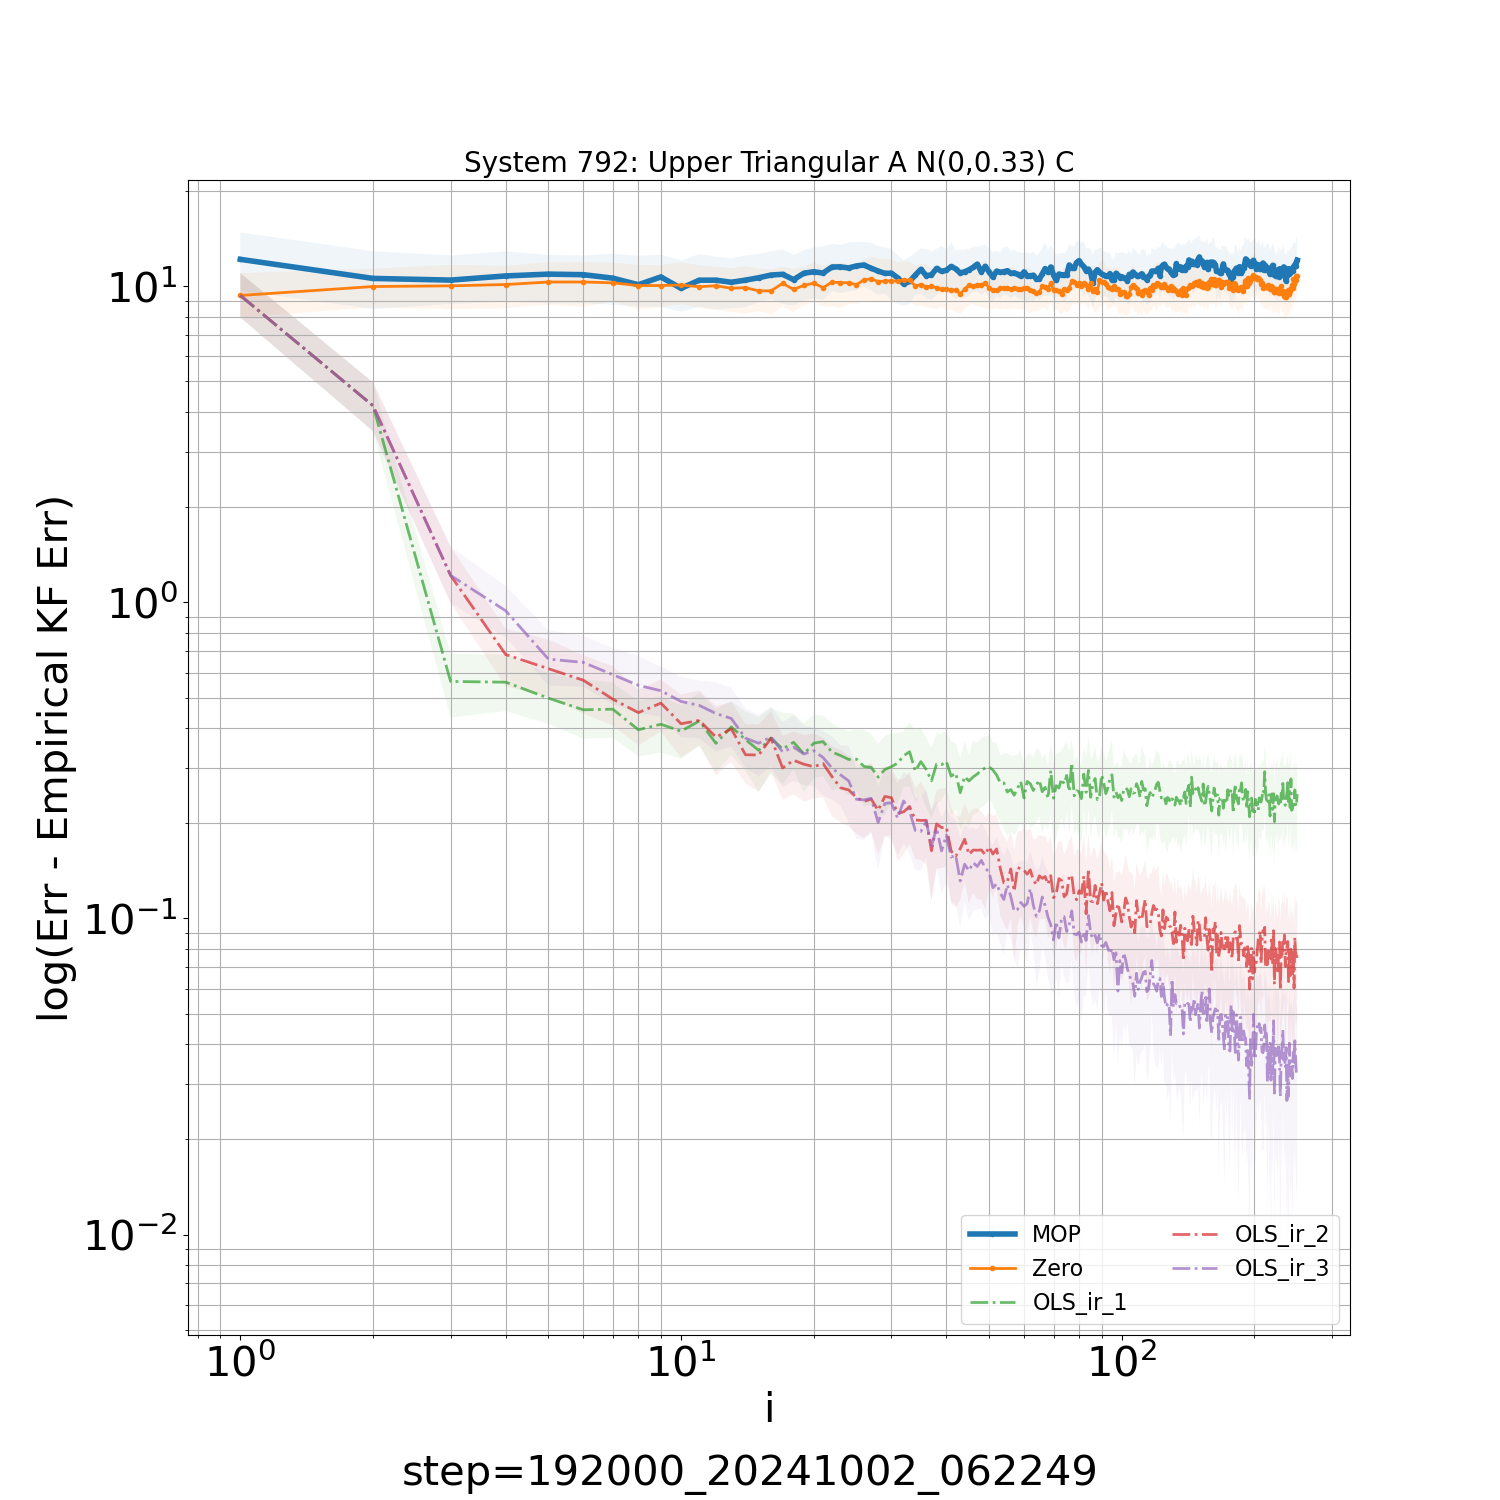 System 792: Upper Triangular A N(0,0.33) C
log(Err - Empirical KF Err)
10¹
10⁰
10⁻¹
10⁻²
MOP
Zero
OLS_ir_1
OLS_ir_2
OLS_ir_3
10⁰ 10¹ 10²
i
step=192000_20241002_062249